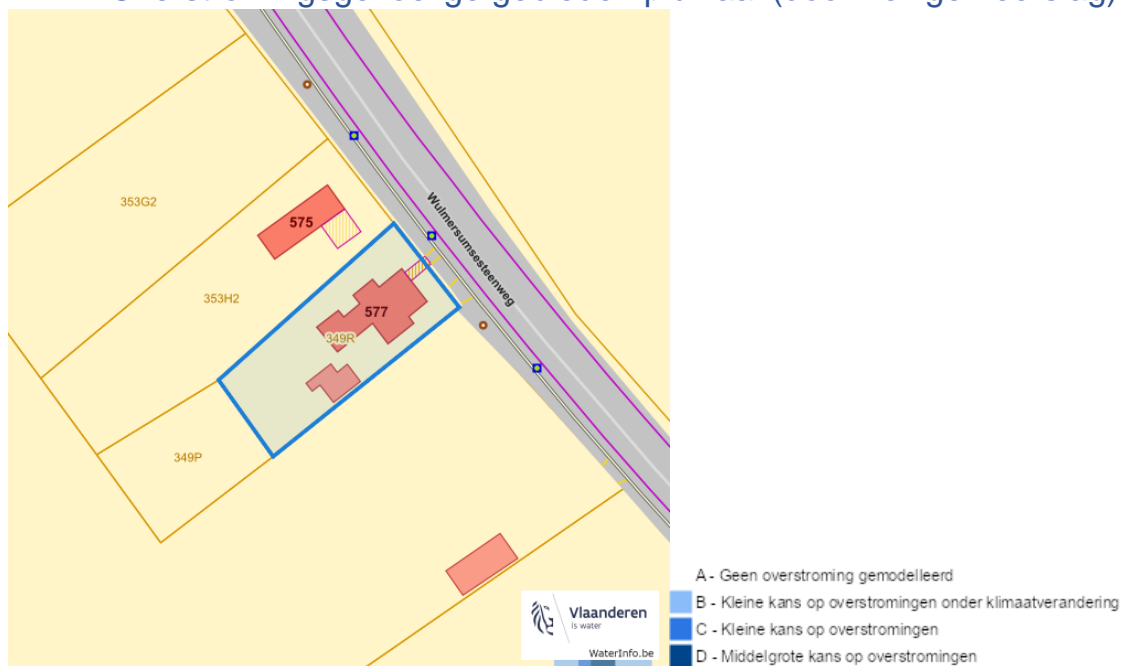 353G2
575
Wulmersumsesteenweg
353H2
577
349R
349P
Vlaanderen
is water
WaterInfo.be
A - Geen overstroming gemodelleerd
B - Kleine kans op overstromingen onder klimaatverandering
C - Kleine kans op overstromingen
D - Middelgrote kans op overstromingen